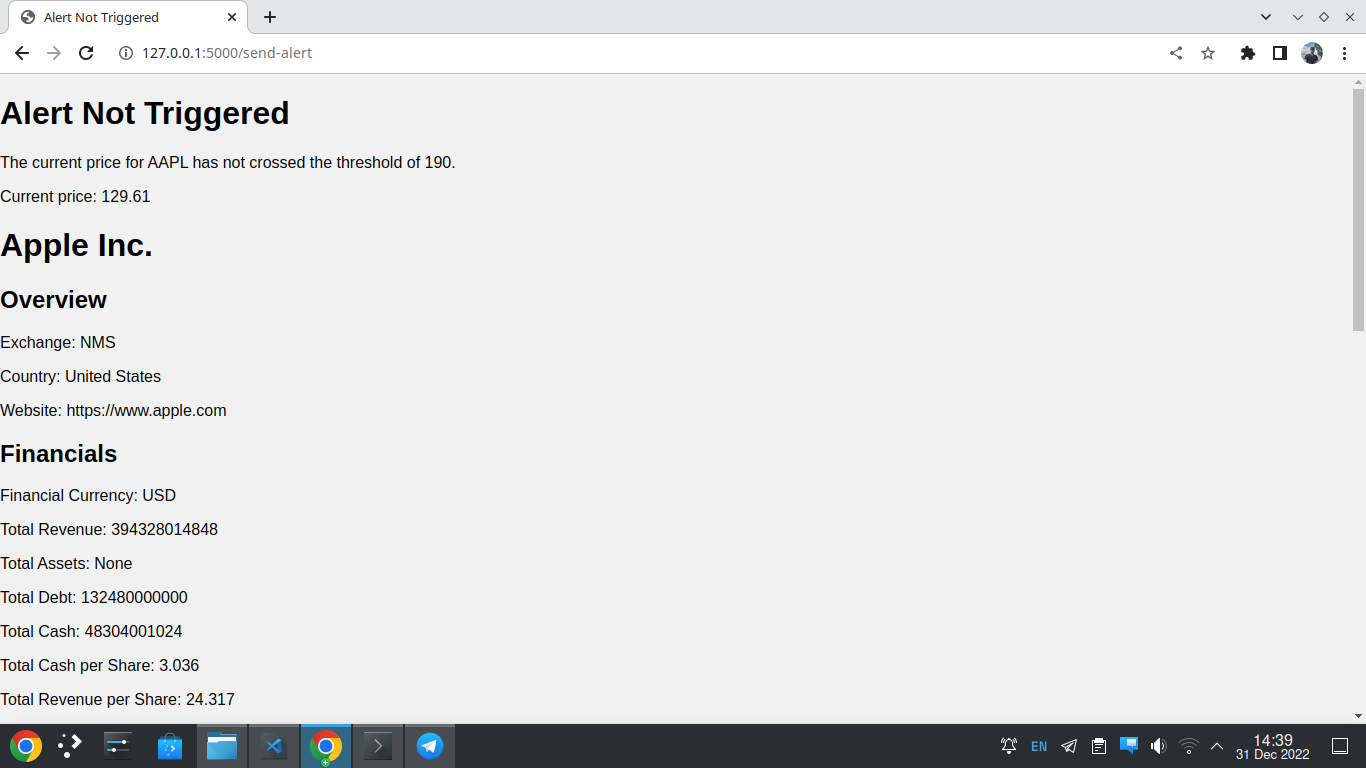 Alert Not Triggered
127.0.0.1:5000/send-alert
Alert Not Triggered
The current price for AAPL has not crossed the threshold of 190.
Current price: 129.61
Apple Inc.
Overview
Exchange: NMS
Country: United States
Website: https://www.apple.com
Financials
Financial Currency: USD
Total Revenue: 394328014848
Total Assets: None
Total Debt: 132480000000
Total Cash: 48304001024
Total Cash per Share: 3.036
Total Revenue per Share: 24.317
EN
14:39
31 Dec 2022